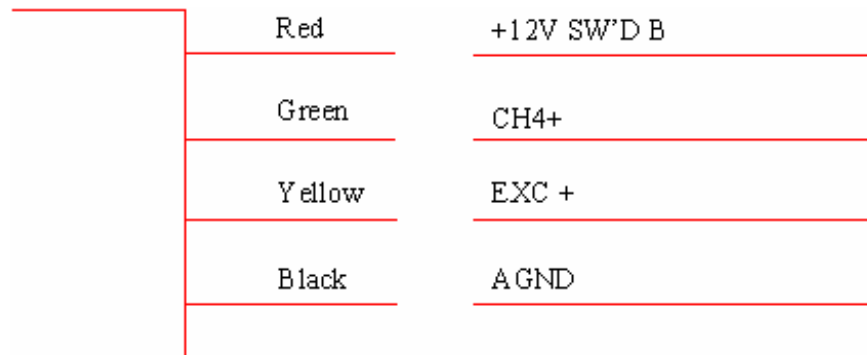 Red +12V SW'D B
Green CH4+
Yellow EXC +
Black AGND